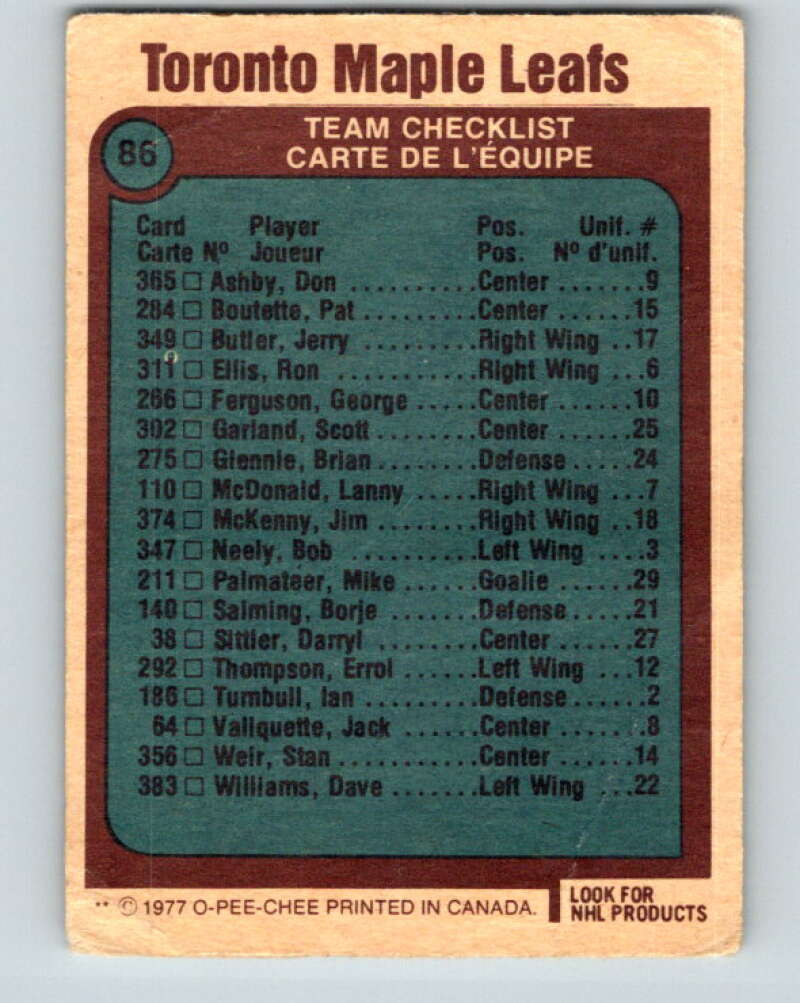 Toronto Maple Leafs
86
TEAM CHECKLIST
CARTE DE L'ÉQUIPE
Card Player Pos. Unif. #
Carte Nº Joueur Pos. Nº d'unif.
365 □ Ashby, Don ..........Center .......9
284 □ Boutette, Pat .........Center ......15
349 □ Butler, Jerry ..........Right Wing ..17
311 □ Ellis, Ron ............Right Wing ...6
266 □ Ferguson, George .....Center ......10
302 □ Garland, Scott ........Center ......25
275 □ Glennie, Brian ........Defense .....24
110 □ McDonald, Lanny .....Right Wing ...7
374 □ McKenny, Jim ........Right Wing ..18
347 □ Neely, Bob ..........Left Wing ....3
211 □ Palmateer, Mike ......Goalie ......29
140 □ Salming, Borje .......Defense .....21
38 □ Sittler, Darryl ........Center ......27
292 □ Thompson, Errol ......Left Wing ...12
186 □ Turnbull, Ian .........Defense ......2
64 □ Valiquette, Jack ......Center .......8
356 □ Weir, Stan ...........Center ......14
383 □ Williams, Dave .......Left Wing ...22
** © 1977 O-PEE-CHEE PRINTED IN CANADA.
LOOK FOR
NHL PRODUCTS